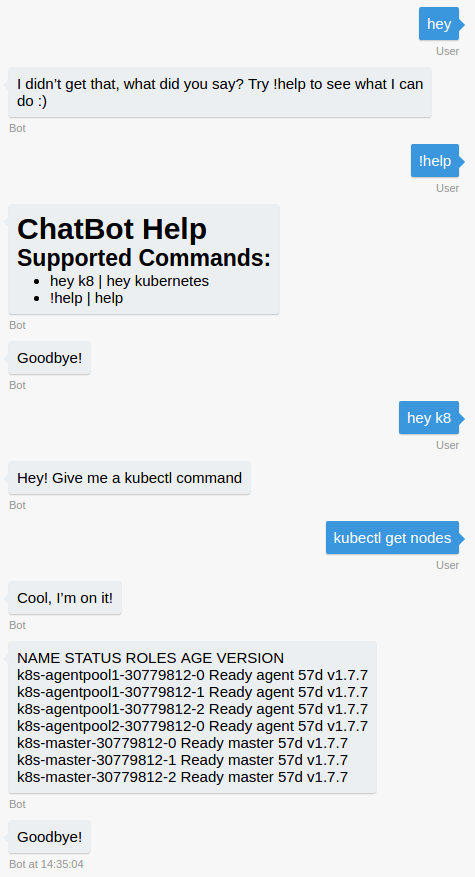 hey
User
I didn’t get that, what did you say? Try !help to see what I can
do :)
Bot
!help
User
ChatBot Help
Supported Commands:
• hey k8 | hey kubernetes
• !help | help
Bot
Goodbye!
Bot
hey k8
User
Hey! Give me a kubectl command
Bot
kubectl get nodes
User
Cool, I’m on it!
Bot
NAME STATUS ROLES AGE VERSION
k8s-agentpool1-30779812-0 Ready agent 57d v1.7.7
k8s-agentpool1-30779812-1 Ready agent 57d v1.7.7
k8s-agentpool1-30779812-2 Ready agent 57d v1.7.7
k8s-agentpool2-30779812-0 Ready agent 57d v1.7.7
k8s-master-30779812-0 Ready master 57d v1.7.7
k8s-master-30779812-1 Ready master 57d v1.7.7
k8s-master-30779812-2 Ready master 57d v1.7.7
Bot
Goodbye!
Bot at 14:35:04